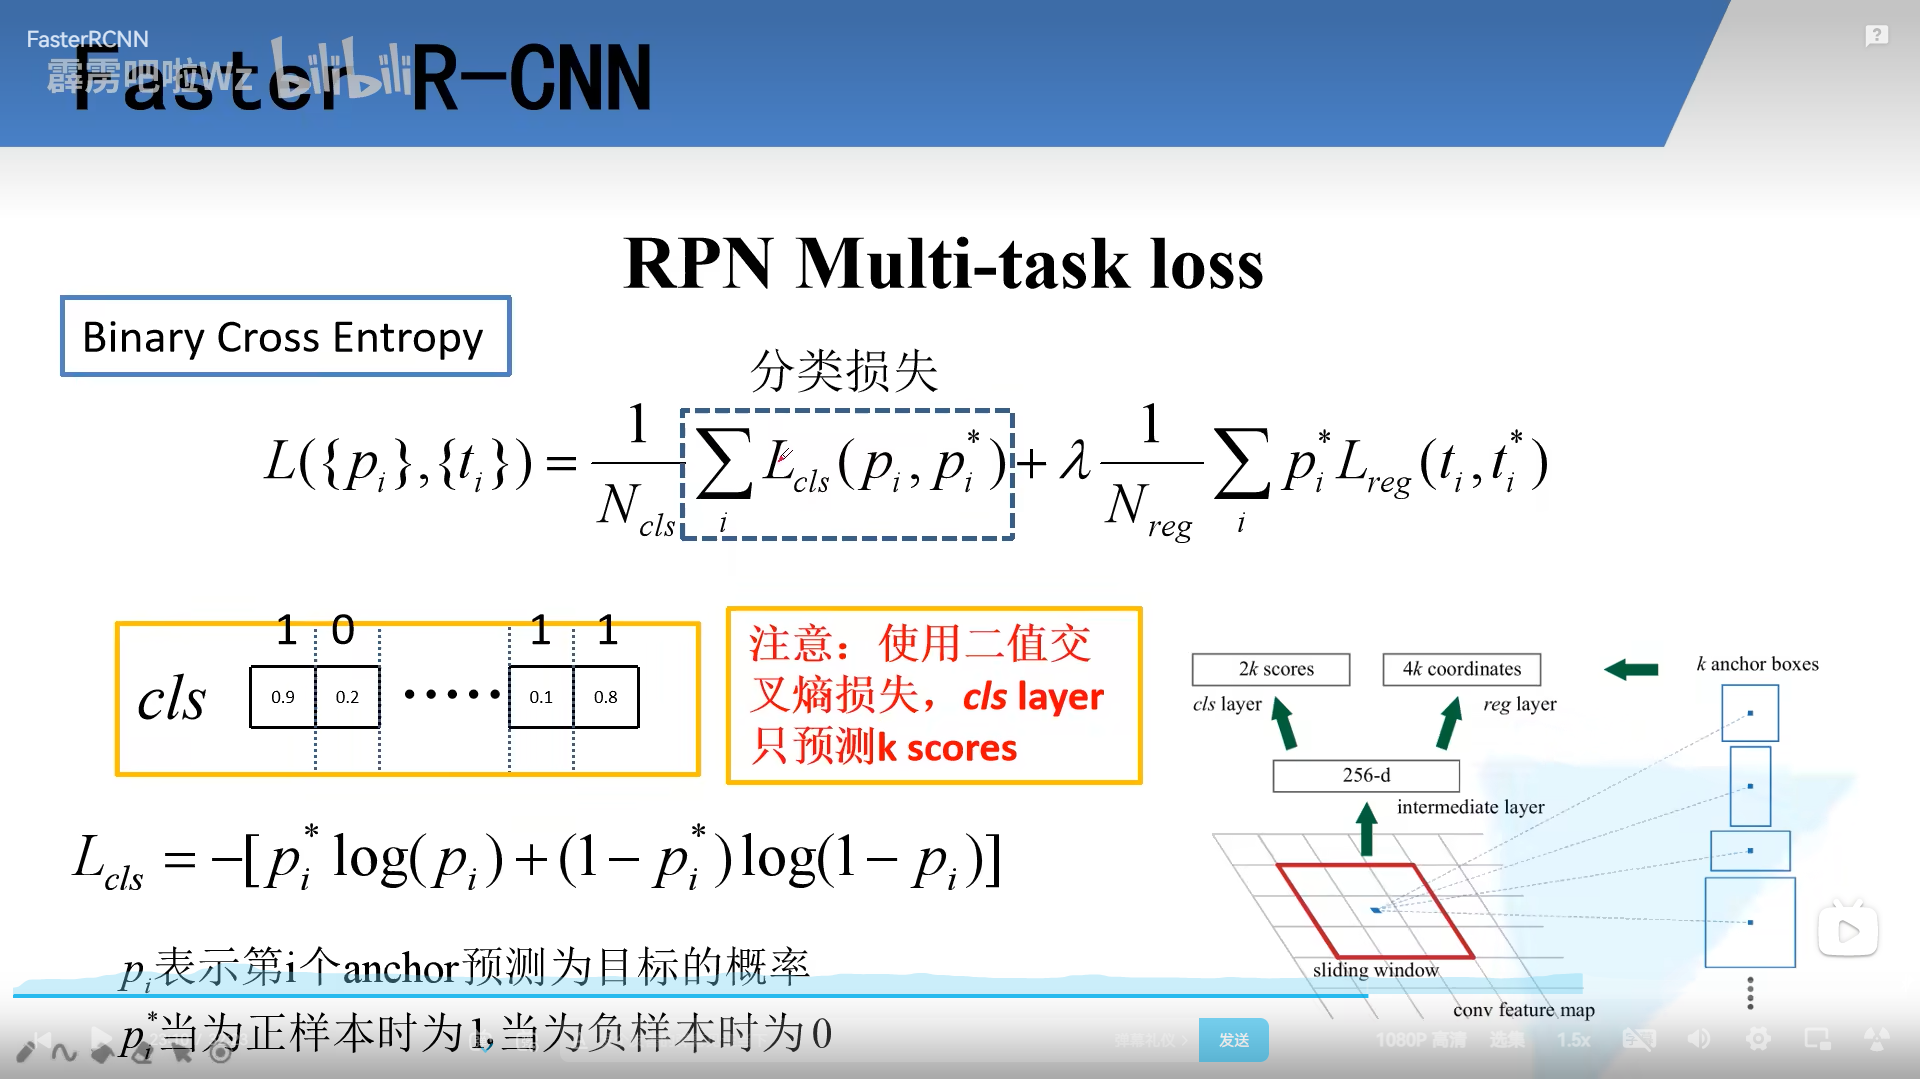 FasterRCNN
Faster R-CNN
霹雳吧啦Wz bilibili
RPN Multi-task loss
Binary Cross Entropy
分类损失
L({p_i},{t_i}) = \frac{1}{N_{cls}} \sum_i L_{cls}(p_i, p_i^*) + λ \frac{1}{N_{reg}} \sum_i p_i^* L_{reg}(t_i, t_i^*)
1 0 1 1
cls 0.9 0.2 ······ 0.1 0.8
注意：使用二值交
叉熵损失，cls layer
只预测k scores
2k scores
4k coordinates
k anchor boxes
cls layer
reg layer
256-d
intermediate layer
sliding window
conv feature map
L_{cls} = -[p_i^* log(p_i) + (1 - p_i^*) log(1 - p_i)]
p_i 表示第i个anchor预测为目标的概率
p_i^* 当为正样本时为1,当为负样本时为0
弹幕礼仪 >
发送
1080P 高清
选集
1.5x